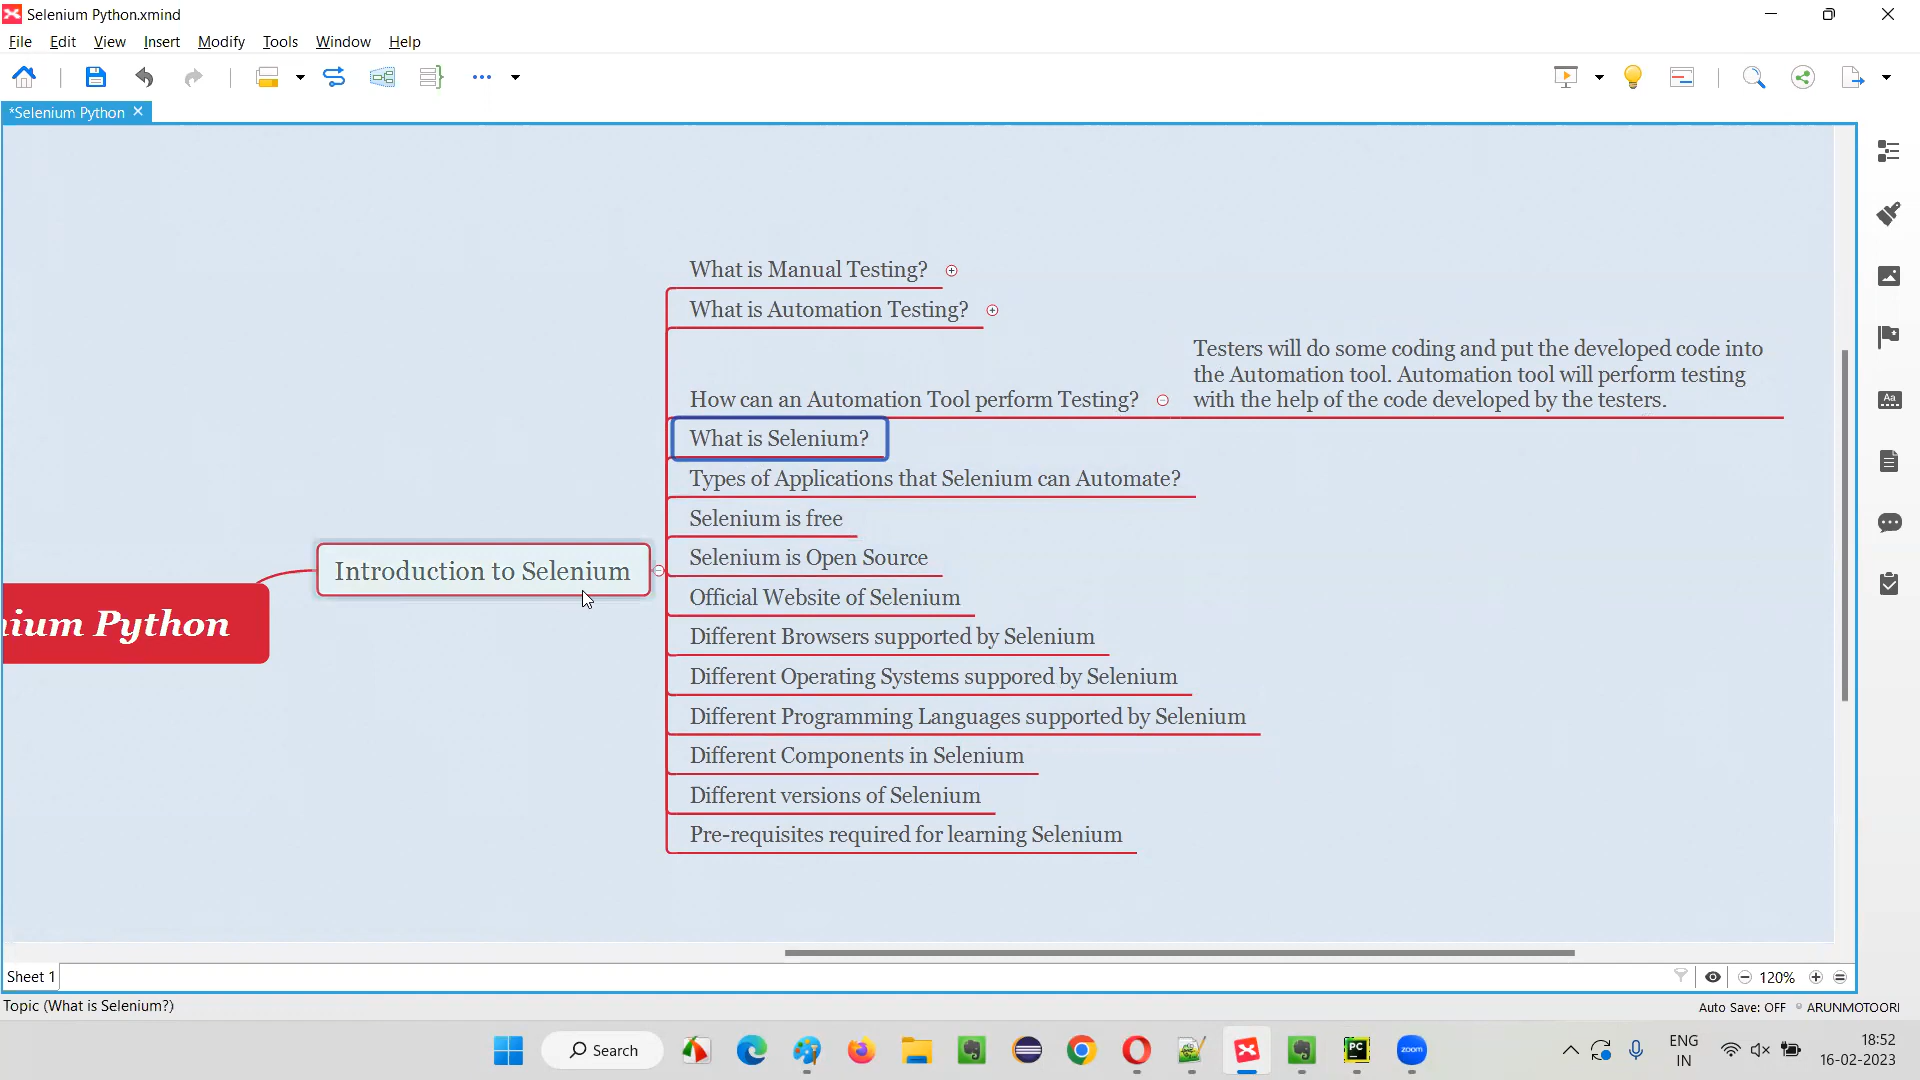 Selenium Python.xmind
File Edit View Insert Modify Tools Window Help
*Selenium Python
What is Manual Testing?
What is Automation Testing?
Testers will do some coding and put the developed code into
the Automation tool. Automation tool will perform testing
with the help of the code developed by the testers.
How can an Automation Tool perform Testing?
What is Selenium?
Types of Applications that Selenium can Automate?
Selenium is free
Selenium is Open Source
Introduction to Selenium
Official Website of Selenium
nium Python
Different Browsers supported by Selenium
Different Operating Systems suppored by Selenium
Different Programming Languages supported by Selenium
Different Components in Selenium
Different versions of Selenium
Pre-requisites required for learning Selenium
Aa
Sheet 1
120%
Topic (What is Selenium?)
Auto Save: OFF ARUNMOTOORI
Search
PC
zoom
ENG
IN
18:52
16-02-2023